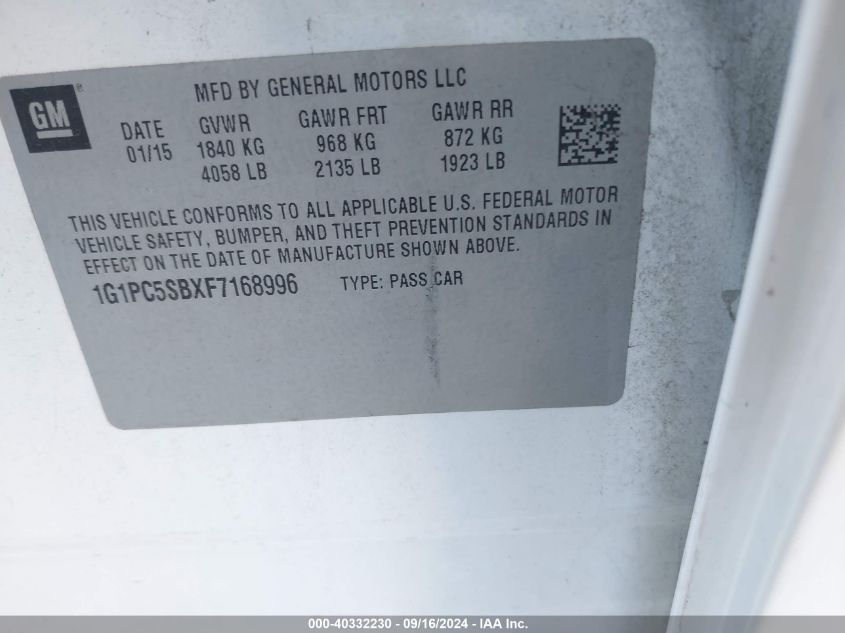 GM®
MFD BY GENERAL MOTORS LLC
DATE GVWR GAWR FRT GAWR RR
01/15 1840 KG 968 KG 872 KG
4058 LB 2135 LB 1923 LB
THIS VEHICLE CONFORMS TO ALL APPLICABLE U.S. FEDERAL MOTOR
VEHICLE SAFETY, BUMPER, AND THEFT PREVENTION STANDARDS IN
EFFECT ON THE DATE OF MANUFACTURE SHOWN ABOVE.
1G1PC5SBXF7168996 TYPE: PASS CAR
000-40332230 - 09/16/2024 - IAA Inc.